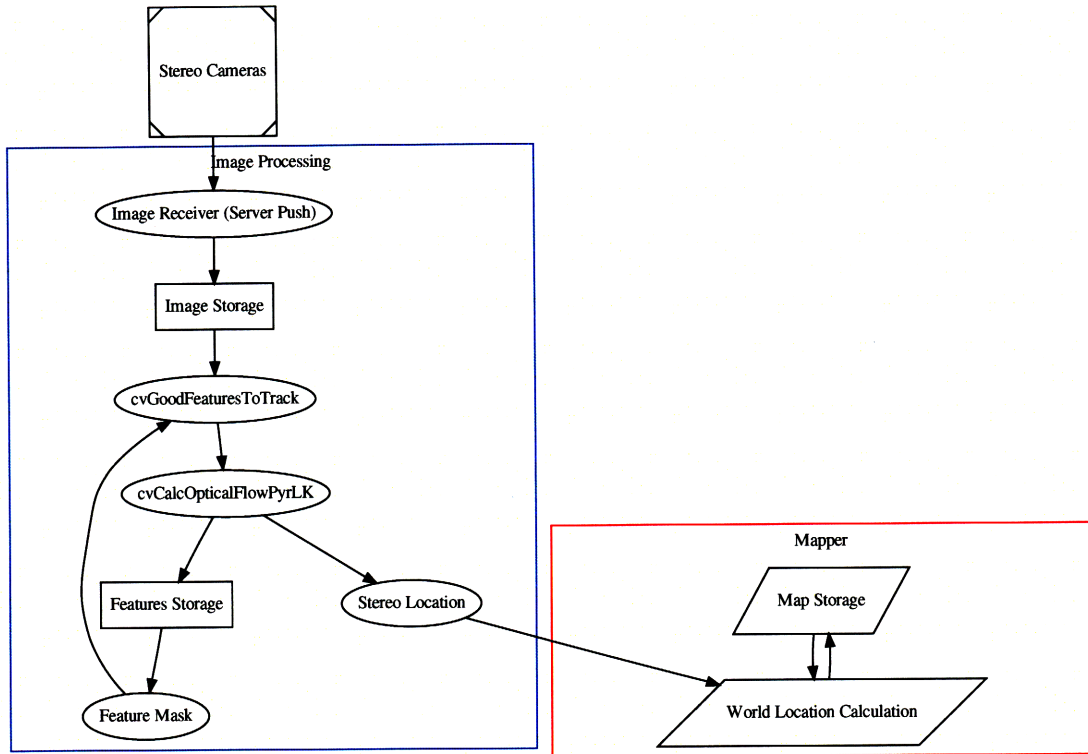 Stereo Cameras
Image Processing
Image Receiver (Server Push)
Image Storage
cvGoodFeaturesToTrack
cvCalcOpticalFlowPyrLK
Features Storage
Stereo Location
Feature Mask
Mapper
Map Storage
World Location Calculation